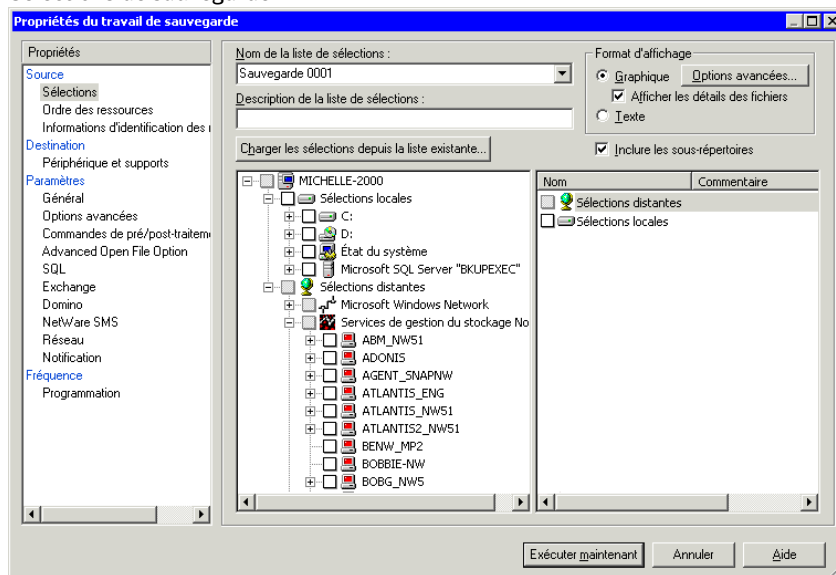 Propriétés du travail de sauvegarde
Propriétés
Source
Sélections
Ordre des ressources
Informations d'identification des
Destination
Périphérique et supports
Paramètres
Général
Options avancées
Commandes de pré/post-traitem
Advanced Open File Option
SQL
Exchange
Domino
NetWare SMS
Réseau
Notification
Fréquence
Programmation
Nom de la liste de sélections :
Sauvegarde 0001
Description de la liste de sélections :
Charger les sélections depuis la liste existante...
Format d'affichage
Graphique
Options avancées...
Afficher les détails des fichiers
Texte
Inclure les sous-répertoires
MICHELLE-2000
Sélections locales
C:
D:
État du système
Microsoft SQL Server "BKUPEXEC"
Sélections distantes
Microsoft Windows Network
Services de gestion du stockage No
ABM_NW51
ADONIS
AGENT_SNAPNW
ATLANTIS_ENG
ATLANTIS_NW51
ATLANTIS2_NW51
BENW_MP2
BOBBIE-NW
BOBG_NW5
Nom Commentaire
Sélections distantes
Sélections locales
Exécuter maintenant Annuler Aide